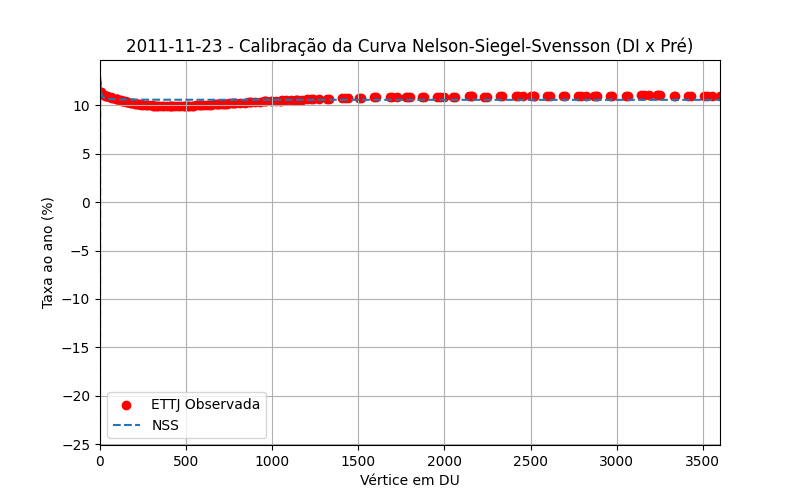 2011-11-23 - Calibração da Curva Nelson-Siegel-Svensson (DI x Pré)
Taxa ao ano (%)
10
5
0
−5
−10
−15
−20
−25
ETTJ Observada
NSS
0 500 1000 1500 2000 2500 3000 3500
Vértice em DU